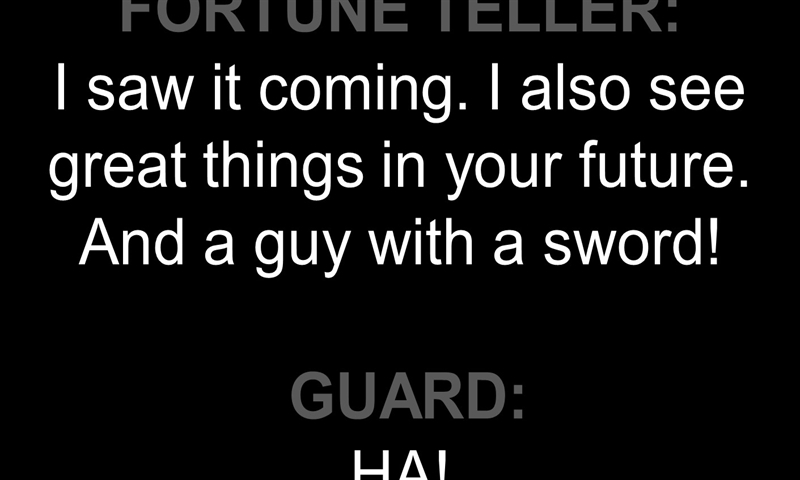 FORTUNE TELLER:
I saw it coming. I also see
great things in your future.
And a guy with a sword!
GUARD:
HA!